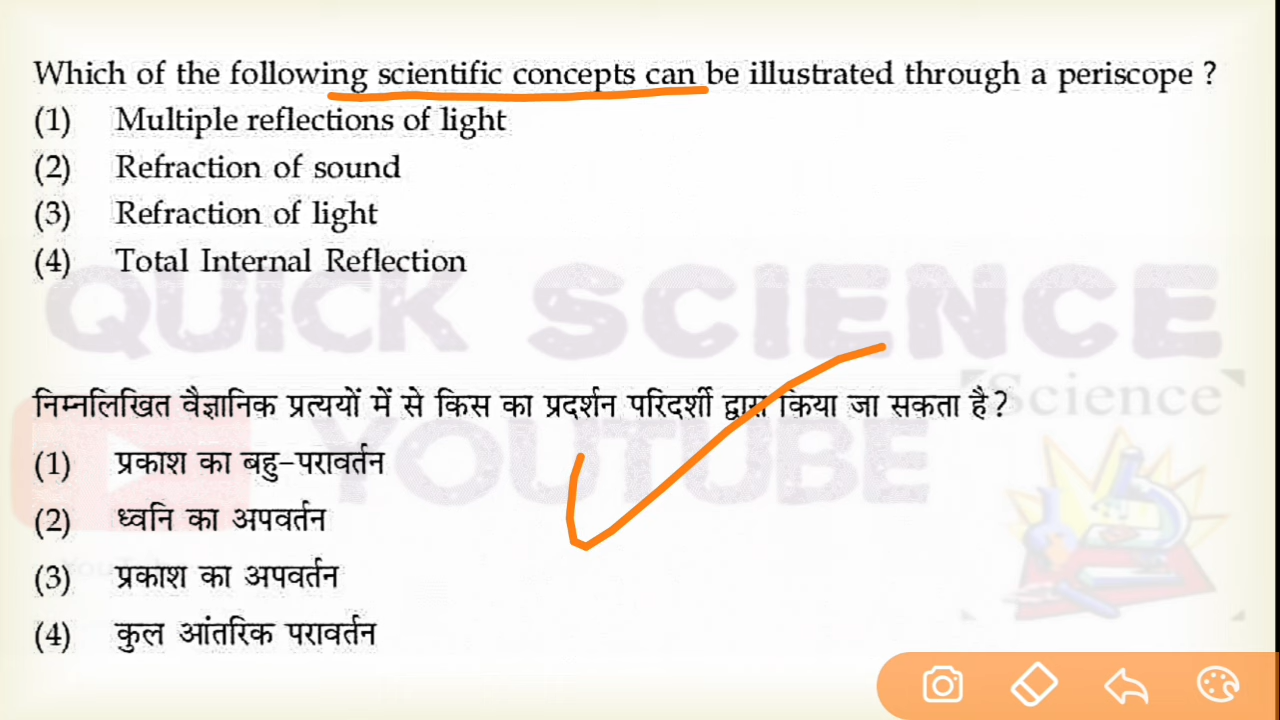 Which of the following scientific concepts can be illustrated through a periscope ?
(1) Multiple reflections of light
(2) Refraction of sound
(3) Refraction of light
(4) Total Internal Reflection
QUICK SCIENCE
Science
निम्नलिखित वैज्ञानिक प्रत्ययों में से किस का प्रदर्शन परिदर्शी द्वारा किया जा सकता है?
YOUTUBE
(1) प्रकाश का बहु-परावर्तन
(2) ध्वनि का अपवर्तन
YouTube
(3) प्रकाश का अपवर्तन
(4) कुल आंतरिक परावर्तन